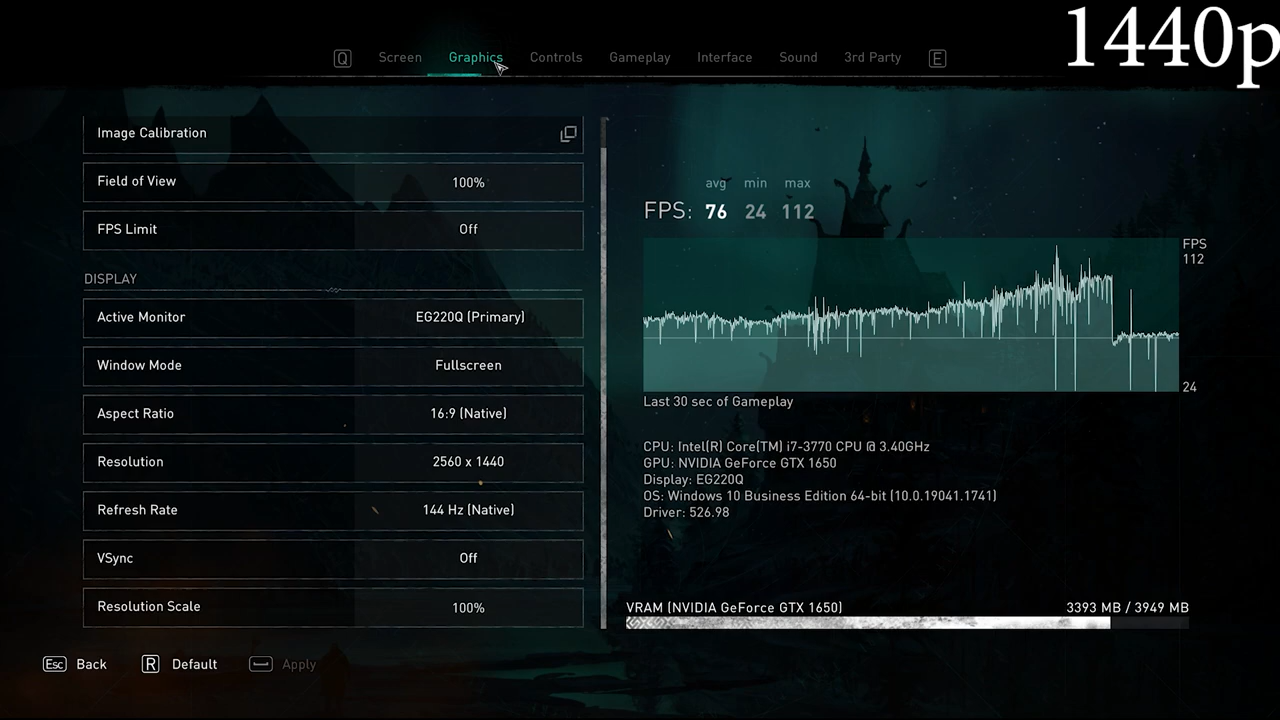 1440p
Q Screen Graphics Controls Gameplay Interface Sound 3rd Party E
Image Calibration
Field of View 100%
FPS Limit Off
DISPLAY
Active Monitor EG220Q (Primary)
Window Mode Fullscreen
Aspect Ratio 16:9 (Native)
Resolution 2560 x 1440
Refresh Rate 144 Hz (Native)
VSync Off
Resolution Scale 100%
avg min max
FPS: 76 24 112
FPS
112
24
Last 30 sec of Gameplay
CPU: Intel(R) Core(TM) i7-3770 CPU @ 3.40GHz
GPU: NVIDIA GeForce GTX 1650
Display: EG220Q
OS: Windows 10 Business Edition 64-bit (10.0.19041.1741)
Driver: 526.98
VRAM (NVIDIA GeForce GTX 1650) 3393 MB / 3949 MB
Esc Back R Default Apply